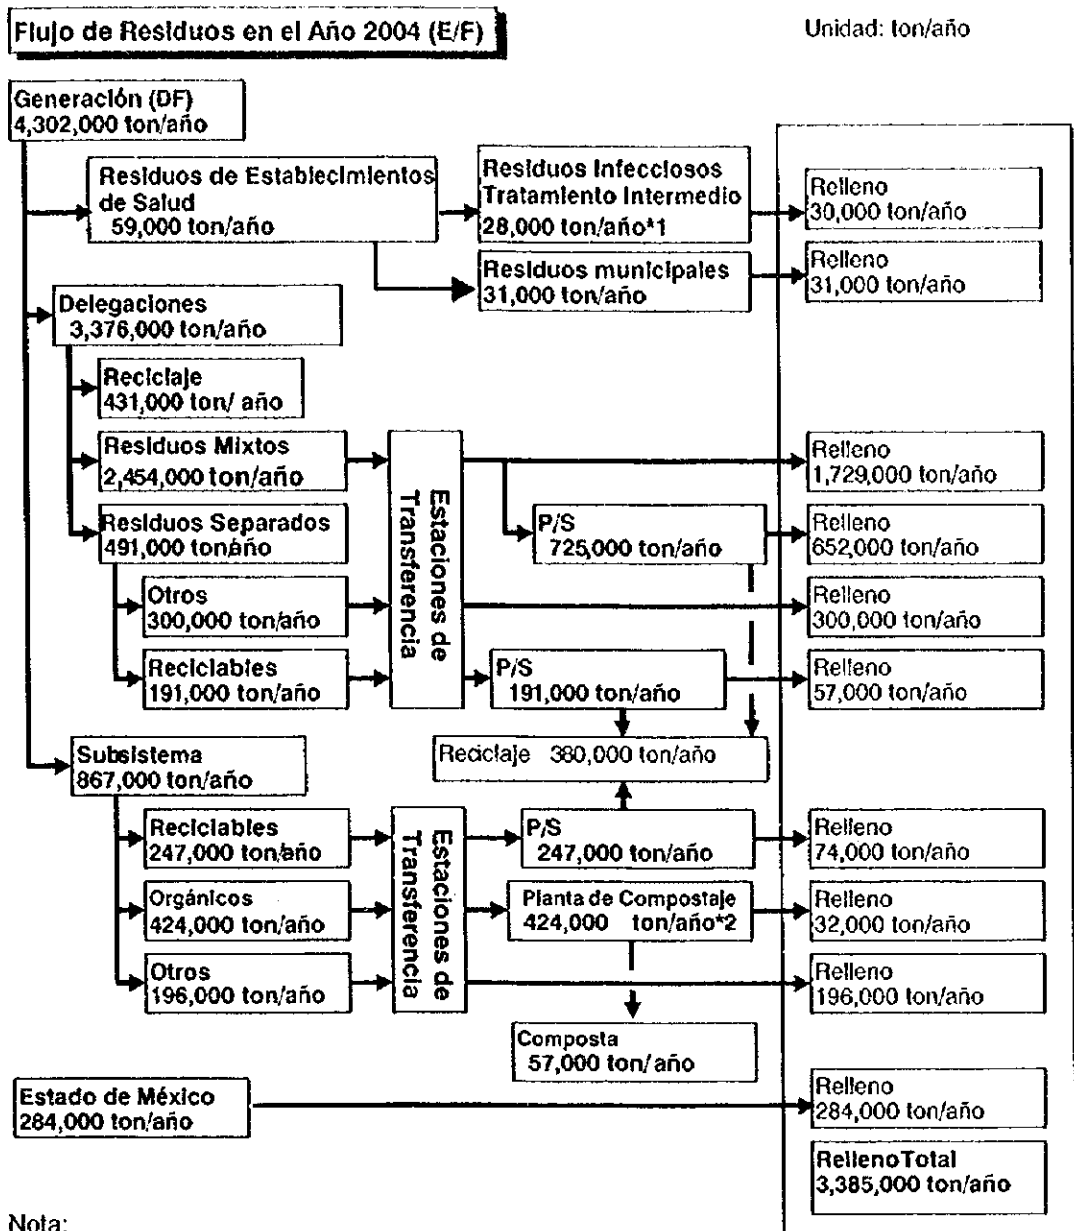 Flujo de Residuos en el Año 2004 (E/F)
Unidad: ton/año
Generación (DF)
4,302,000 ton/año
Residuos de Establecimientos
de Salud
59,000 ton/año
Residuos Infecciosos
Tratamiento Intermedio
28,000 ton/año*1
Relleno
30,000 ton/año
Residuos municipales
31,000 ton/año
Relleno
31,000 ton/año
Delegaciones
3,376,000 ton/año
Reciclaje
431,000 ton/ año
Residuos Mixtos
2,454,000 ton/año
Estaciones de
Transferencia
Relleno
1,729,000 ton/año
Residuos Separados
491,000 ton/año
P/S
725,000 ton/año
Relleno
652,000 ton/año
Otros
300,000 ton/año
Relleno
300,000 ton/año
Reciclables
191,000 ton/año
P/S
191,000 ton/año
Relleno
57,000 ton/año
Reciclaje 380,000 ton/año
Subsistema
867,000 ton/año
Reciclables
247,000 ton/año
Estaciones de
Transferencia
P/S
247,000 ton/año
Relleno
74,000 ton/año
Orgánicos
424,000 ton/año
Planta de Compostaje
424,000 ton/año*2
Relleno
32,000 ton/año
Otros
196,000 ton/año
Relleno
196,000 ton/año
Composta
57,000 ton/año
Estado de México
284,000 ton/año
Relleno
284,000 ton/año
Relleno Total
3,385,000 ton/año
Nota: